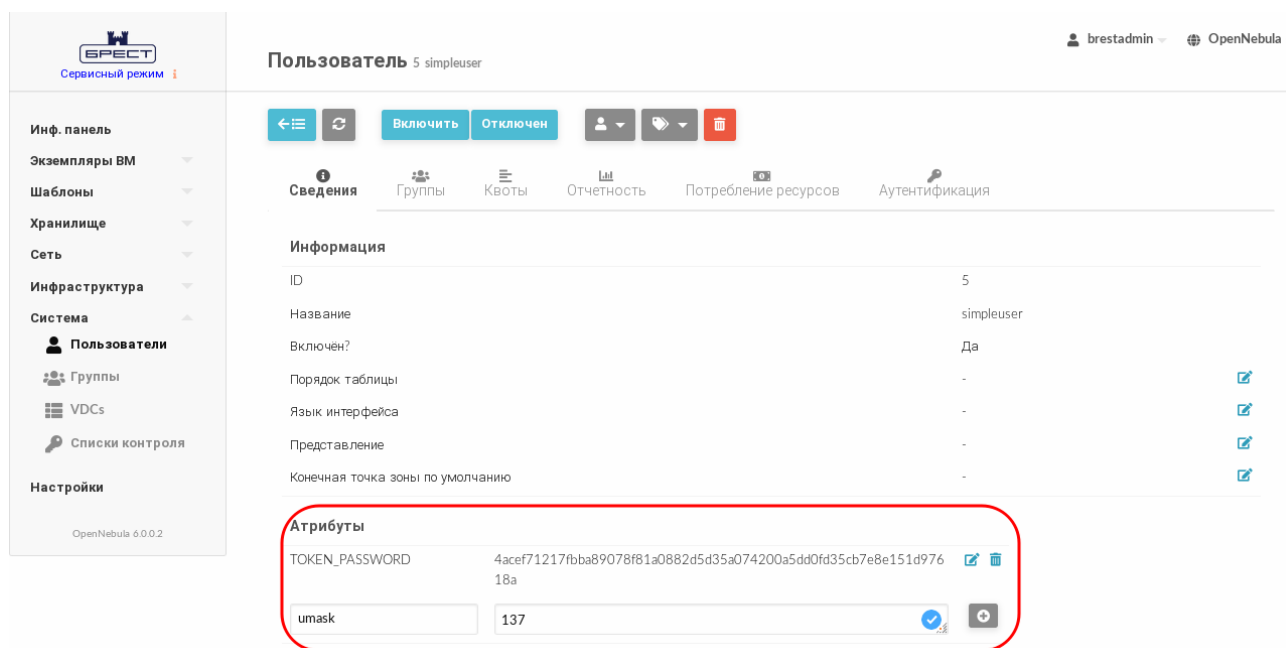 БРЕСТ
Сервисный режим i
brestadmin
OpenNebula
Пользователь 5 simpleuser
Включить Отключен
Инф. панель
Экземпляры ВМ
Шаблоны
Хранилище
Сеть
Инфраструктура
Система
Пользователи
Группы
VDCs
Списки контроля
Настройки
OpenNebula 6.0.0.2
Сведения Группы Квоты Отчетность Потребление ресурсов Аутентификация
Информация
ID 5
Название simpleuser
Включён? Да
Порядок таблицы -
Язык интерфейса -
Представление -
Конечная точка зоны по умолчанию -
Атрибуты
TOKEN_PASSWORD 4acef71217fbba89078f81a0882d5d35a074200a5dd0fd35cb7e8e151d976
18a
umask 137